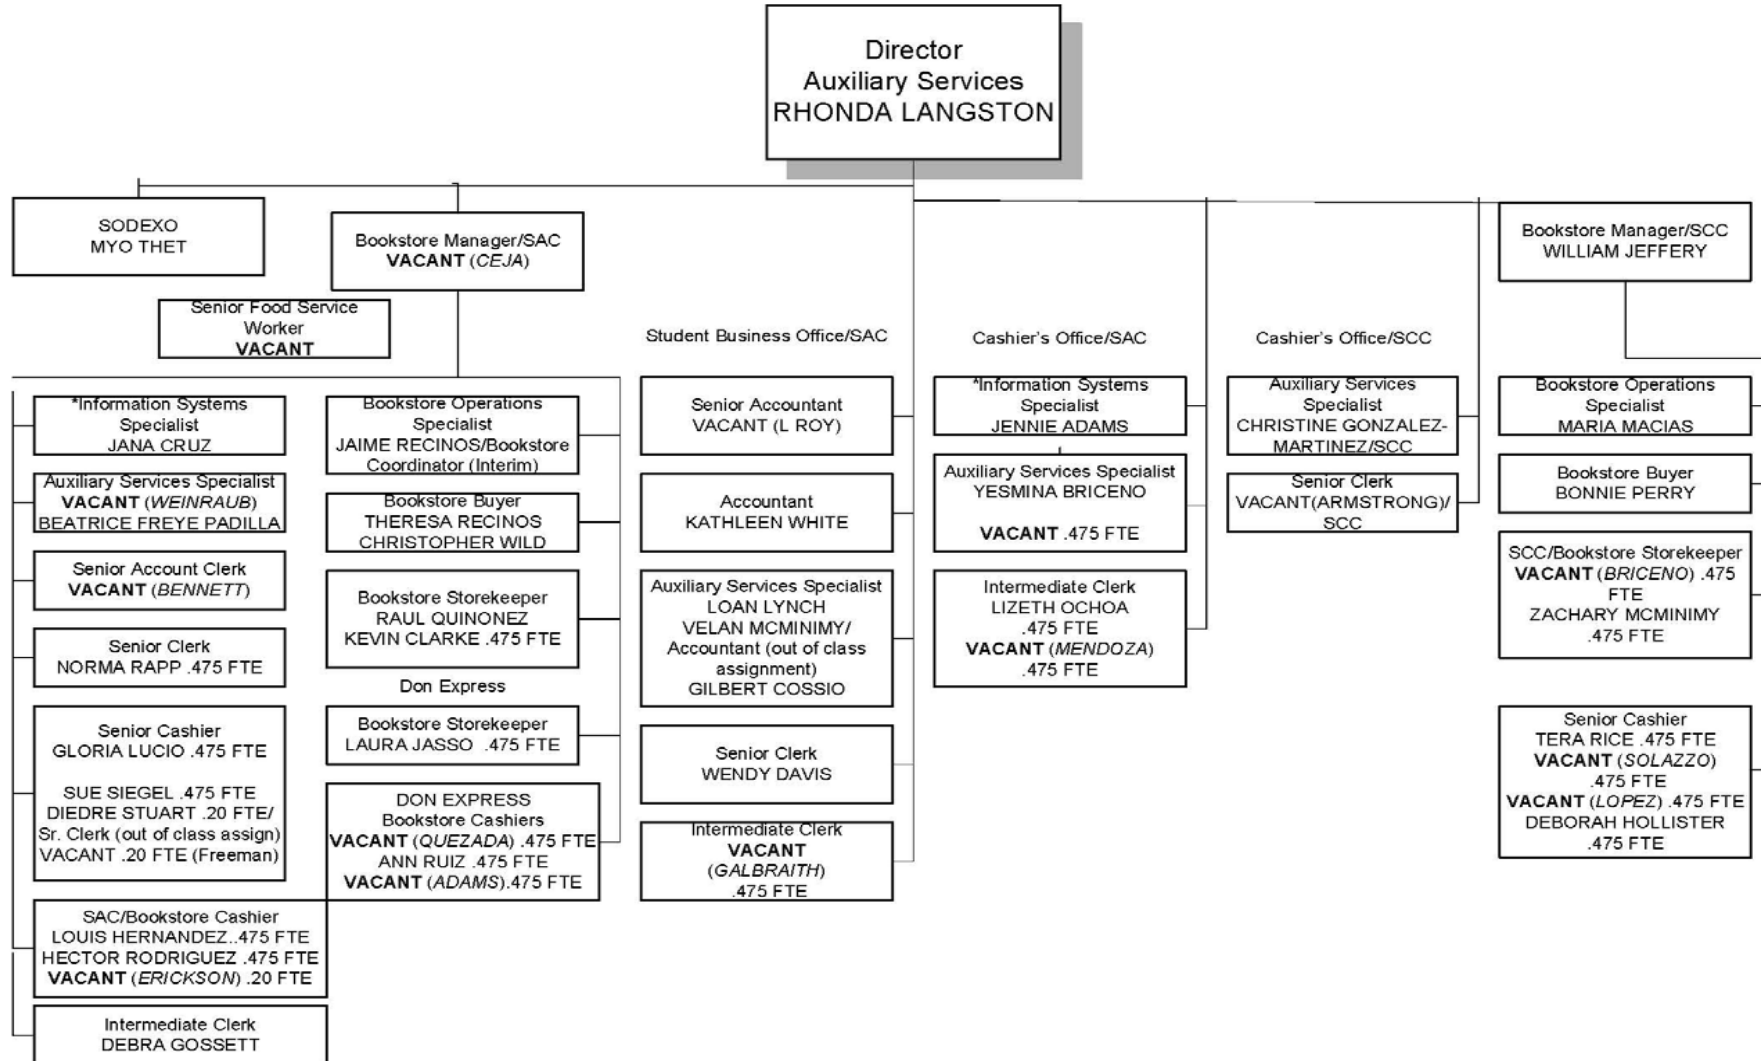 Director
Auxiliary Services
RHONDA LANGSTON
SODEXO
MYO THET
Bookstore Manager/SAC
VACANT (CEJA)
Bookstore Manager/SCC
WILLIAM JEFFERY
Senior Food Service
Worker
VACANT
*Information Systems
Specialist
JANA CRUZ
Auxiliary Services Specialist
VACANT (WEINRAUB)
BEATRICE FREYE PADILLA
Senior Account Clerk
VACANT (BENNETT)
Senior Clerk
NORMA RAPP .475 FTE
Senior Cashier
GLORIA LUCIO .475 FTE
SUE SIEGEL .475 FTE
DIEDRE STUART .20 FTE/
Sr. Clerk (out of class assign)
VACANT .20 FTE (Freeman)
SAC/Bookstore Cashier
LOUIS HERNANDEZ..475 FTE
HECTOR RODRIGUEZ .475 FTE
VACANT (ERICKSON) .20 FTE
Intermediate Clerk
DEBRA GOSSETT
Bookstore Operations
Specialist
JAIME RECINOS/Bookstore
Coordinator (Interim)
Bookstore Buyer
THERESA RECINOS
CHRISTOPHER WILD
Bookstore Storekeeper
RAUL QUINONEZ
KEVIN CLARKE .475 FTE
Don Express
Bookstore Storekeeper
LAURA JASSO .475 FTE
DON EXPRESS
Bookstore Cashiers
VACANT (QUEZADA) .475 FTE
ANN RUIZ .475 FTE
VACANT (ADAMS).475 FTE
Student Business Office/SAC
Senior Accountant
VACANT (L ROY)
Accountant
KATHLEEN WHITE
Auxiliary Services Specialist
LOAN LYNCH
VELAN MCMINIMY/
Accountant (out of class
assignment)
GILBERT COSSIO
Senior Clerk
WENDY DAVIS
Intermediate Clerk
VACANT
(GALBRAITH)
.475 FTE
Cashier's Office/SAC
*Information Systems
Specialist
JENNIE ADAMS
Auxiliary Services Specialist
YESMINA BRICENO
VACANT .475 FTE
Intermediate Clerk
LIZETH OCHOA
.475 FTE
VACANT (MENDOZA)
.475 FTE
Cashier's Office/SCC
Auxiliary Services
Specialist
CHRISTINE GONZALEZ-
MARTINEZ/SCC
Senior Clerk
VACANT(ARMSTRONG)/
SCC
Bookstore Operations
Specialist
MARIA MACIAS
Bookstore Buyer
BONNIE PERRY
SCC/Bookstore Storekeeper
VACANT (BRICENO) .475
FTE
ZACHARY MCMINIMY
.475 FTE
Senior Cashier
TERA RICE .475 FTE
VACANT (SOLAZZO)
.475 FTE
VACANT (LOPEZ) .475 FTE
DEBORAH HOLLISTER
.475 FTE